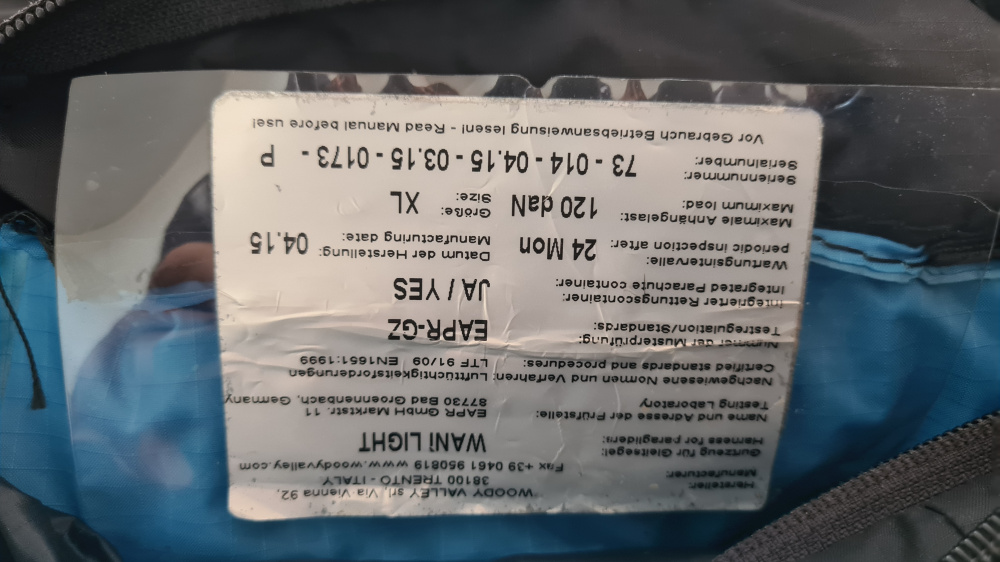 Hersteller: WOODY VALLEY srl, Via Vienna 92,
Manufacturer: 38100 TRENTO - ITALY
Fax +39 0461 950819 www.woodyvalley.com
Gurtzeug für Gleitsegel: WANI LIGHT
Harness for paragliders:
Name und Adresse der Prüfstelle: EAPR GmbH Marktstr. 11
Testing Laboratory 87730 Bad Groennenbach, Germany
Nachgewiesene Normen und Verfahren: Lufttüchtigkeitsforderungen
Certified standards and procedures: LTF 91/09 EN1651:1999
Nummer der Musterprüfung: EAPR-GZ
Testregulation/Standards:
Integrierter Rettungscontainer: JA / YES
Integrated Parachute container:
Wartungsintervalle: 24 Mon Datum der Herstellung: 04.15
periodic inspection after: Manufacturing date:
Maximale Anhängelast: 120 daN Größe: XL
Maximum load: Size:
Seriennummer: 73 - 014 - 04.15 - 03.15 - 0173 - P
Serialnumber:
Vor Gebrauch Betriebsanweisung lesen! - Read Manual before use!